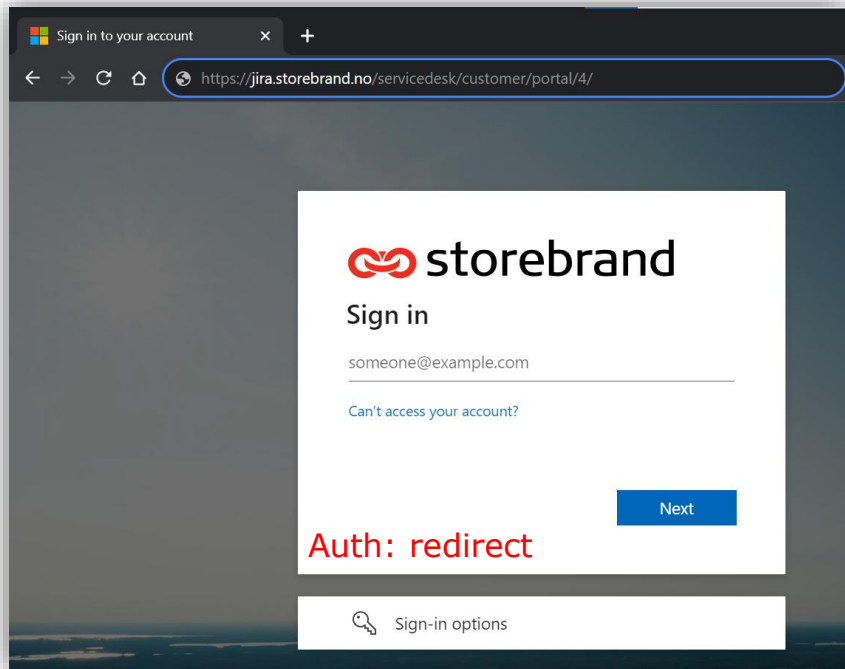 Sign in to your account
https://jira.storebrand.no/servicedesk/customer/portal/4/
storebrand
Sign in
someone@example.com
Can't access your account?
Next
Auth: redirect
Sign-in options